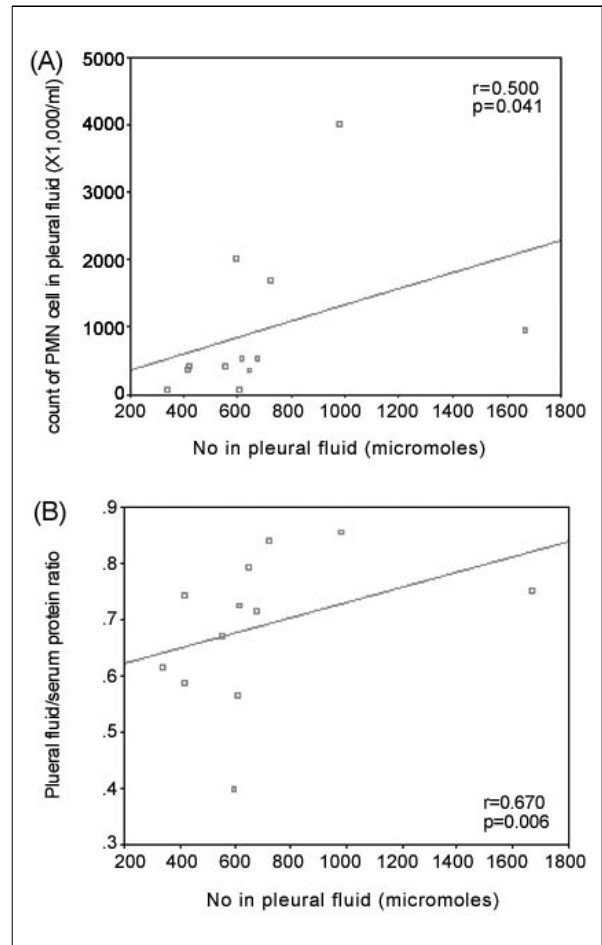 (A)
count of PMN cell in pleural fluid (X1,000/ml)
5000
4000
3000
2000
1000
0
r=0.500
p=0.041
200 400 600 800 1000 1200 1400 1600 1800
No in pleural fluid (micromoles)
(B)
Plueral fluid/serum protein ratio
.9
.8
.7
.6
.5
.4
.3
r=0.670
p=0.006
200 400 600 800 1000 1200 1400 1600 1800
No in pleural fluid (micromoles)